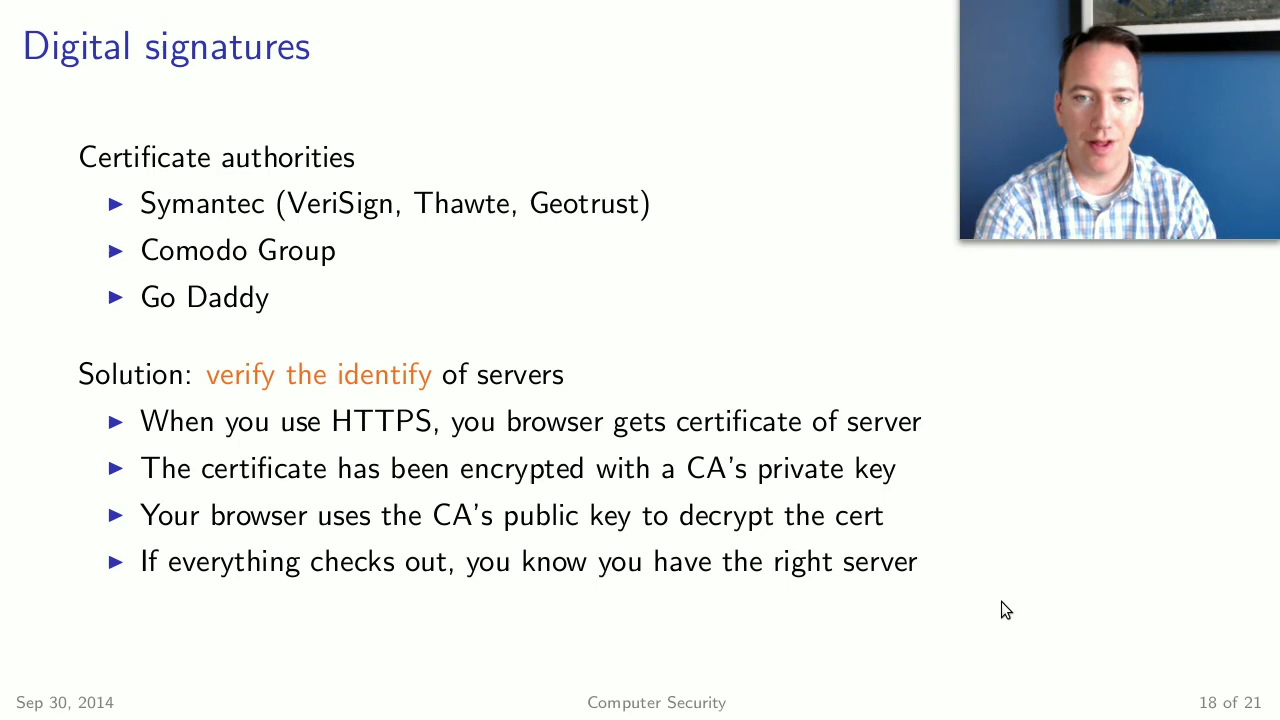 Digital signatures
Certificate authorities
▶ Symantec (VeriSign, Thawte, Geotrust)
▶ Comodo Group
▶ Go Daddy
Solution: verify the identify of servers
▶ When you use HTTPS, you browser gets certificate of server
▶ The certificate has been encrypted with a CA's private key
▶ Your browser uses the CA's public key to decrypt the cert
▶ If everything checks out, you know you have the right server
Sep 30, 2014 Computer Security 18 of 21